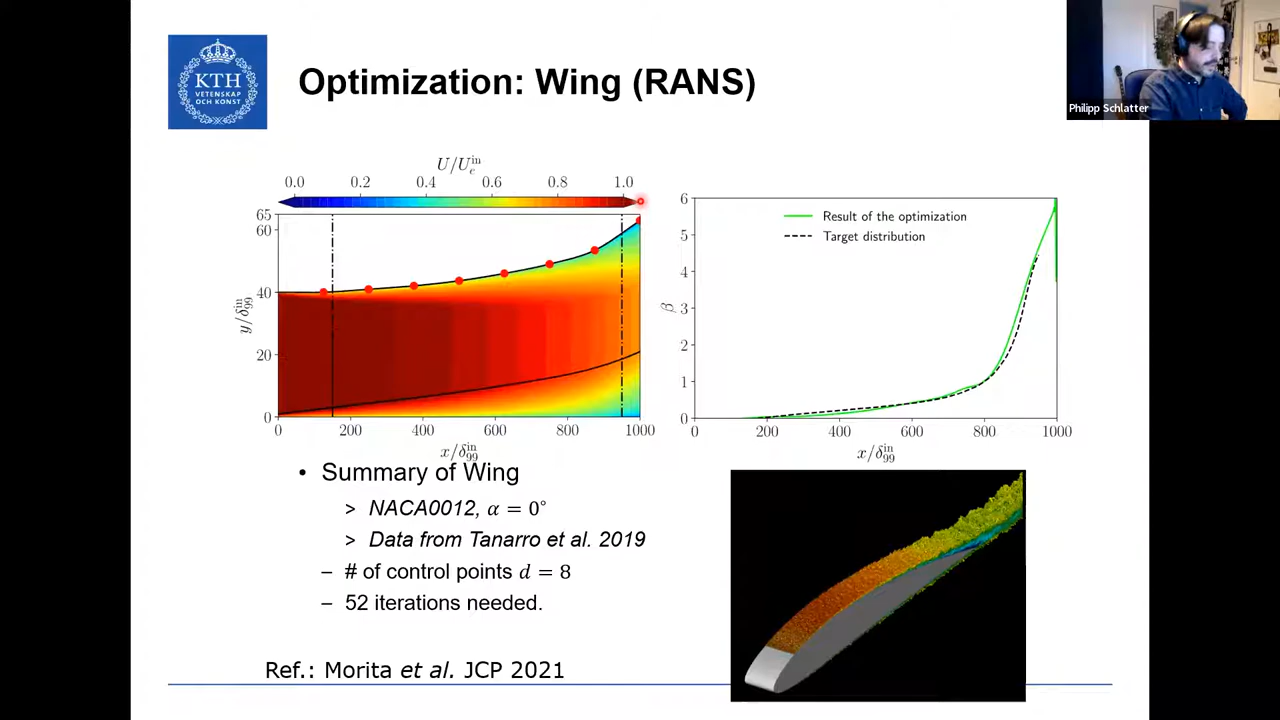 KTH
VETENSKAP
OCH KONST
Optimization: Wing (RANS)
Philipp Schlatter
U/U_e^in
0.0 0.2 0.4 0.6 0.8 1.0
65
60
40
20
0
y/δ_99^in
0 200 400 600 800 1000
x/δ_99^in
6
5
4
3
2
1
0
β
Result of the optimization
Target distribution
0 200 400 600 800 1000
x/δ_99^in
• Summary of Wing
> NACA0012, α = 0°
> Data from Tanarro et al. 2019
– # of control points d = 8
– 52 iterations needed.
Ref.: Morita et al. JCP 2021